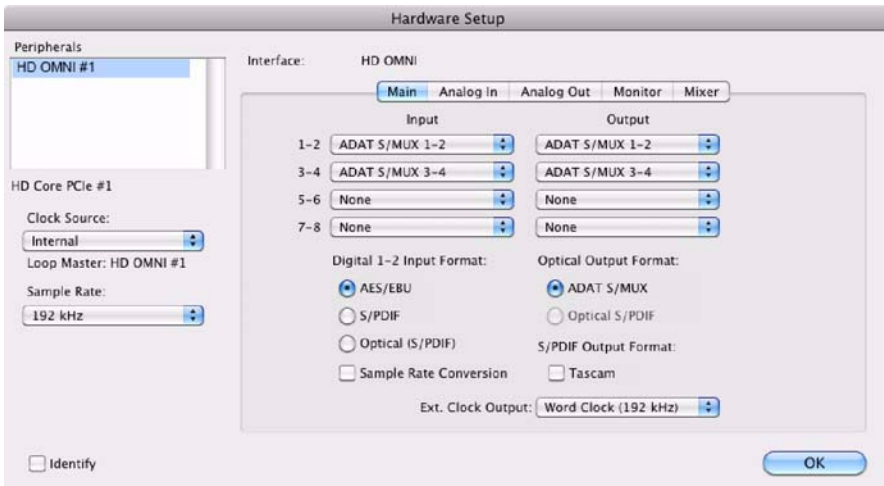 Hardware Setup
Peripherals
HD OMNI #1
HD Core PCIe #1
Clock Source:
Internal
Loop Master: HD OMNI #1
Sample Rate:
192 kHz
Identify
Interface: HD OMNI
Main Analog In Analog Out Monitor Mixer
Input Output
1-2 ADAT S/MUX 1-2 ADAT S/MUX 1-2
3-4 ADAT S/MUX 3-4 ADAT S/MUX 3-4
5-6 None None
7-8 None None
Digital 1-2 Input Format:
AES/EBU
S/PDIF
Optical (S/PDIF)
Sample Rate Conversion
Optical Output Format:
ADAT S/MUX
Optical S/PDIF
S/PDIF Output Format:
Tascam
Ext. Clock Output: Word Clock (192 kHz)
OK